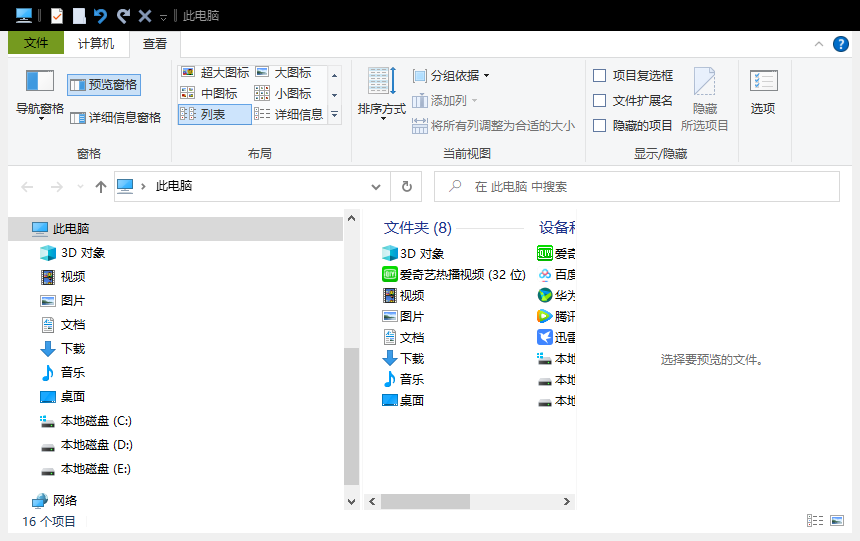 此电脑
文件 计算机 查看
导航窗格 预览窗格 详细信息窗格 窗格
超大图标 大图标
中图标 小图标
列表 详细信息
布局
排序方式 分组依据
添加列
将所有列调整为合适的大小
当前视图
项目复选框
文件扩展名
隐藏的项目
隐藏
所选项目
显示/隐藏
选项
此电脑
在 此电脑 中搜索
此电脑
3D 对象
视频
图片
文档
下载
音乐
桌面
本地磁盘 (C:)
本地磁盘 (D:)
本地磁盘 (E:)
网络
文件夹 (8)
3D 对象
爱奇艺热播视频 (32 位)
视频
图片
文档
下载
音乐
桌面
设备和
爱奇
百度
华为
腾讯
迅雷
本地
本地
本地
选择要预览的文件。
16 个项目